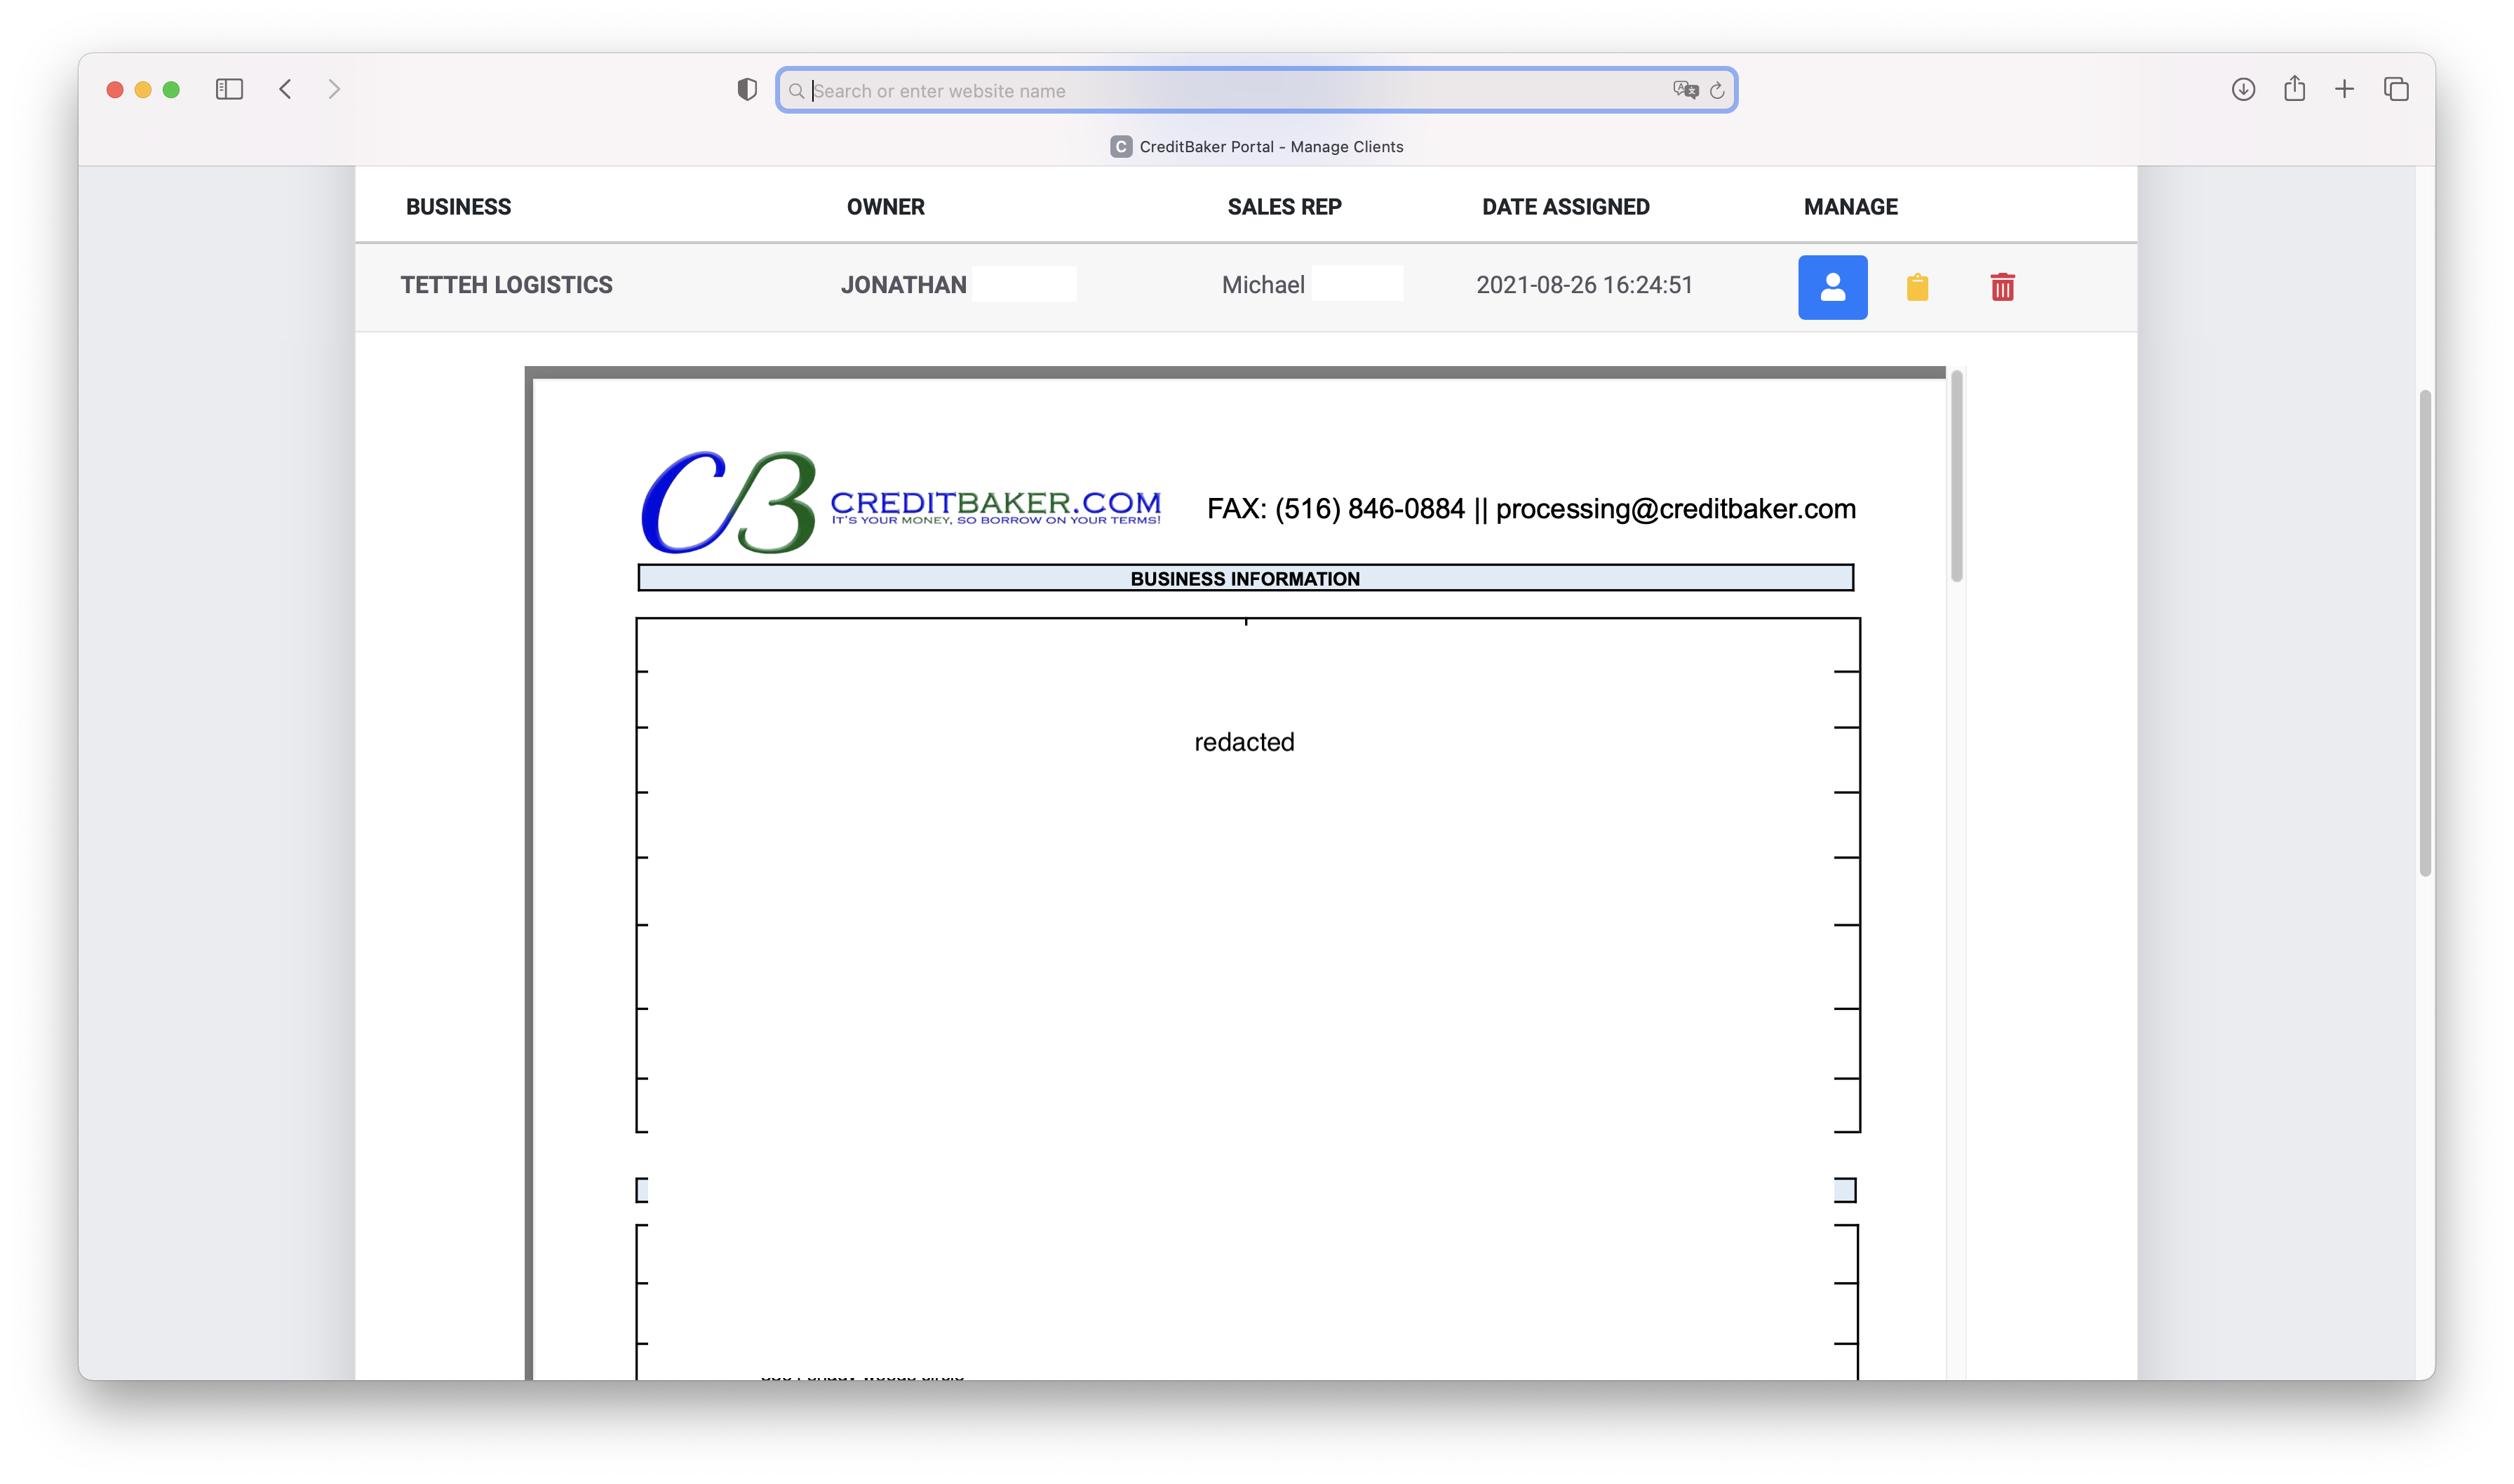 Search or enter website name
C CreditBaker Portal - Manage Clients
BUSINESS OWNER SALES REP DATE ASSIGNED MANAGE
TETTEH LOGISTICS JONATHAN Michael 2021-08-26 16:24:51
CB CREDITBAKER.COM FAX: (516) 846-0884 || processing@creditbaker.com
IT'S YOUR MONEY, SO BORROW ON YOUR TERMS!
BUSINESS INFORMATION
redacted